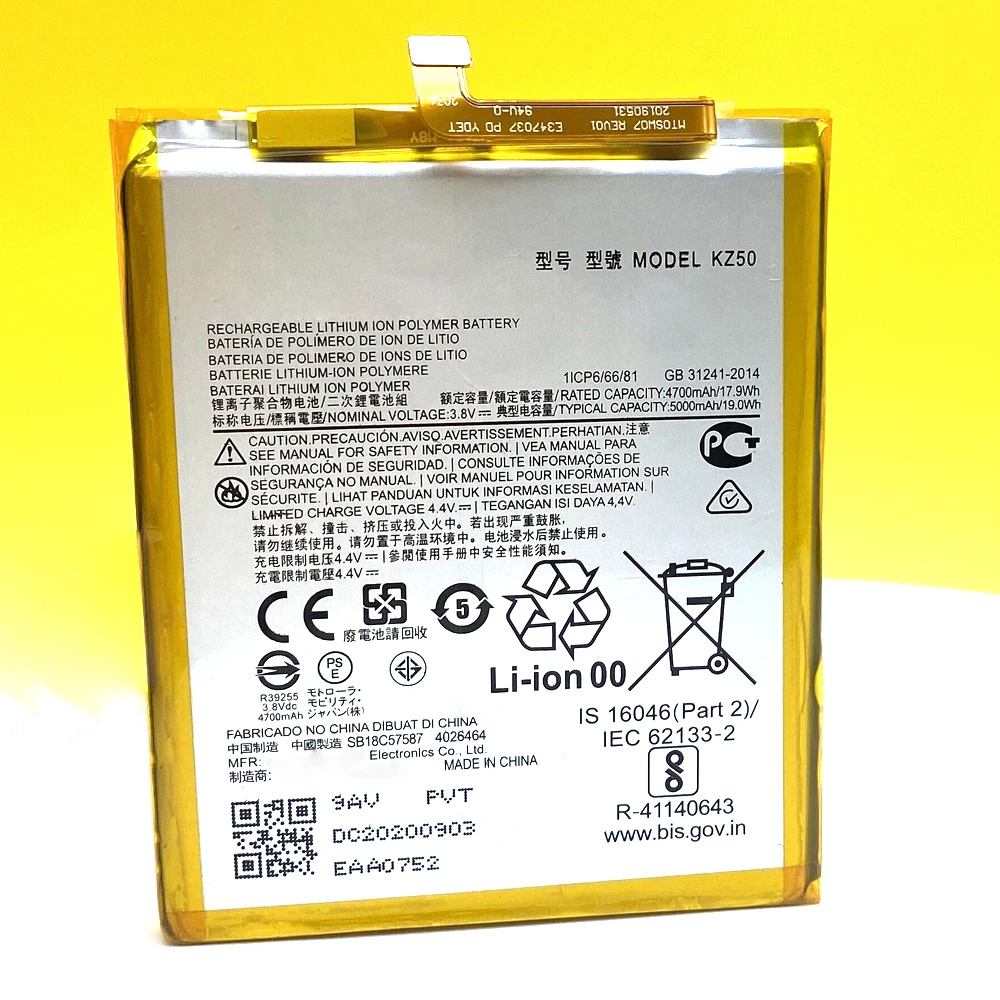 2031
94V-0
20190531
E347037 PD YDET
MTOSW07 REV01
型号 型號 MODEL KZ50
RECHARGEABLE LITHIUM ION POLYMER BATTERY
BATERÍA DE POLÍMERO DE ION DE LITIO
BATERIA DE POLIMERO DE IONS DE LITIO
BATTERIE LITHIUM-ION POLYMERE
BATERAI LITHIUM ION POLYMER
1ICP6/66/81 GB 31241-2014
锂离子聚合物电池/二次鋰電池組 額定容量/額定電容量/RATED CAPACITY:4700mAh/17.9Wh
标称电压/標稱電壓/NOMINAL VOLTAGE:3.8V⎓ 典型电容量/TYPICAL CAPACITY:5000mAh/19.0Wh
CAUTION.PRECAUCIÓN.AVISO.AVERTISSEMENT.PERHATIAN.注意
SEE MANUAL FOR SAFETY INFORMATION. | VEA MANUAL PARA
INFORMACIÓN DE SEGURIDAD. | CONSULTE INFORMAÇÕES DE
SEGURANÇA NO MANUAL. | VOIR MANUEL POUR INFORMATION SUR
SÉCURITE. | LIHAT PANDUAN UNTUK INFORMASI KESELAMATAN. |
LIMITED CHARGE VOLTAGE 4.4V.⎓ | TEGANGAN ISI DAYA 4,4V.
禁止拆解、撞击、挤压或投入火中。若出现严重鼓胀,
请勿继续使用。请勿置于高温环境中。电池浸水后禁止使用。
充电限制电压4.4V⎓ | 參閱使用手册中安全性能须知。
充電限制電壓4.4V⎓
CE
廢電池請回收
5
Li-ion 00
PS
E
R39255
3.8Vdc
4700mAh
モトローラ・
モビリティ・
ジャパン(株)
IS 16046(Part 2)/
IEC 62133-2
R-41140643
www.bis.gov.in
FABRICADO NO CHINA DIBUAT DI CHINA
中国制造 中國製造 SB18C57587 4026464
MFR: Electronics Co., Ltd.
制造商: MADE IN CHINA
9AV PVT
DC20200903
EAA0752